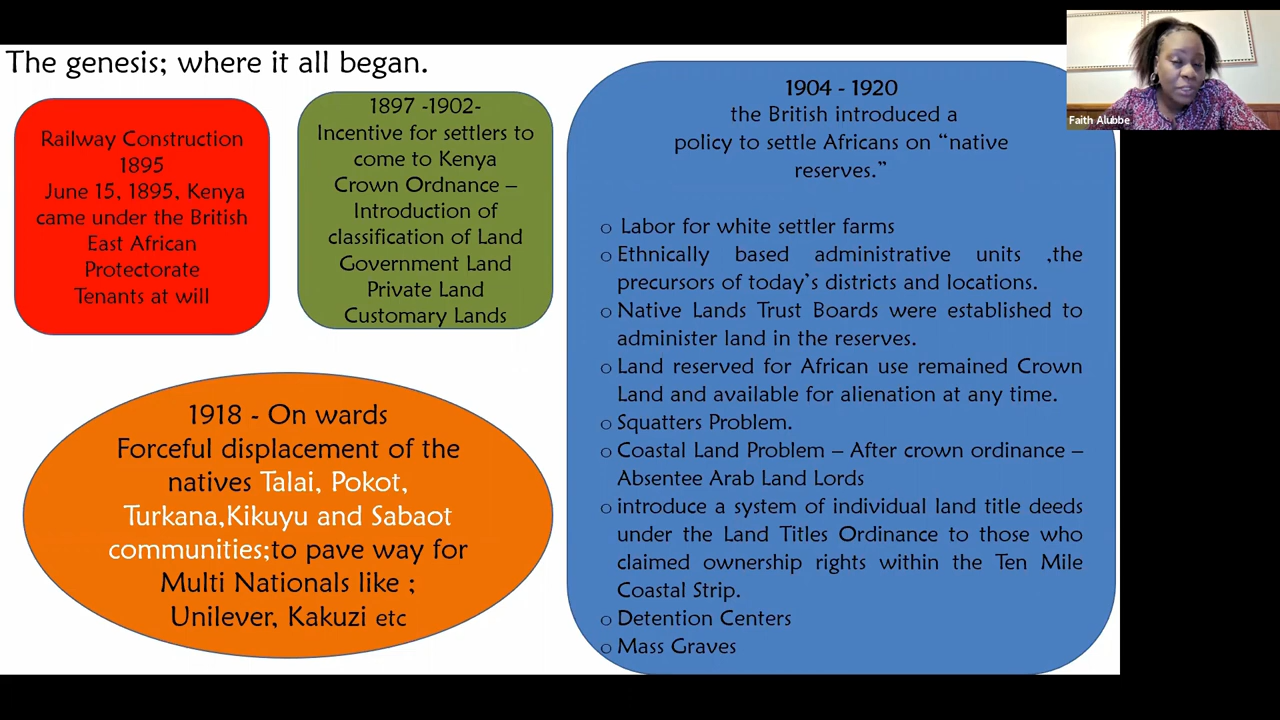 The genesis; where it all began.
Railway Construction
1895
June 15, 1895, Kenya
came under the British
East African
Protectorate
Tenants at will
1897 -1902-
Incentive for settlers to
come to Kenya
Crown Ordnance –
Introduction of
classification of Land
Government Land
Private Land
Customary Lands
1918 - On wards
Forceful displacement of the
natives Talai, Pokot,
Turkana,Kikuyu and Sabaot
communities;to pave way for
Multi Nationals like ;
Unilever, Kakuzi etc
1904 - 1920
the British introduced a
policy to settle Africans on “native
reserves.”
o Labor for white settler farms
o Ethnically based administrative units ,the
precursors of today’s districts and locations.
o Native Lands Trust Boards were established to
administer land in the reserves.
o Land reserved for African use remained Crown
Land and available for alienation at any time.
o Squatters Problem.
o Coastal Land Problem – After crown ordinance –
Absentee Arab Land Lords
o introduce a system of individual land title deeds
under the Land Titles Ordinance to those who
claimed ownership rights within the Ten Mile
Coastal Strip.
o Detention Centers
o Mass Graves
Faith Alubbe